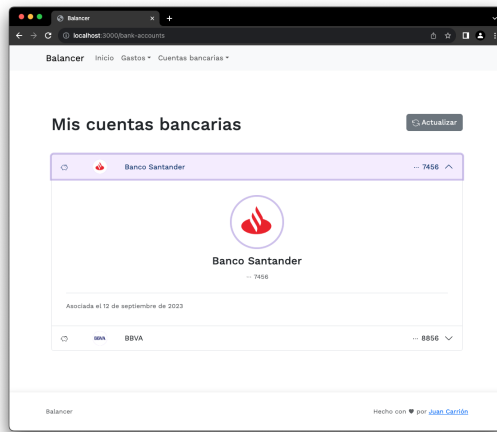 Balancer
localhost:3000/bank-accounts
Balancer Inicio Gastos Cuentas bancarias
Mis cuentas bancarias
Actualizar
Banco Santander ··· 7456
Banco Santander
··· 7456
Asociada el 12 de septiembre de 2023
BBVA BBVA ··· 8856
Balancer
Hecho con ♥ por Juan Carrión